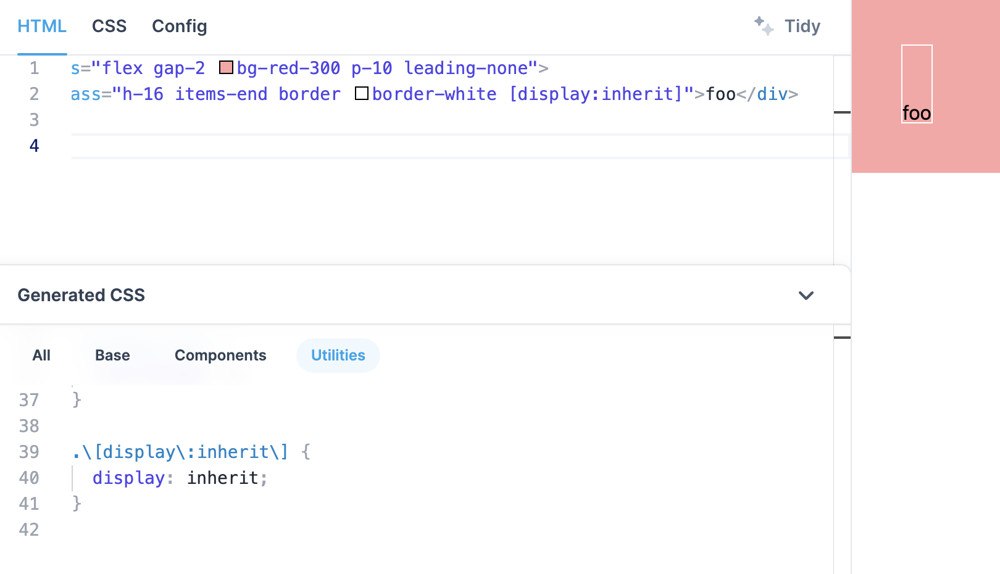 HTML CSS Config Tidy
1 s="flex gap-2 bg-red-300 p-10 leading-none">
2 ass="h-16 items-end border border-white [display:inherit]">foo</div>
3
4
foo
Generated CSS
All Base Components Utilities
37 }
38
39 .\[display\:inherit\] {
40 display: inherit;
41 }
42